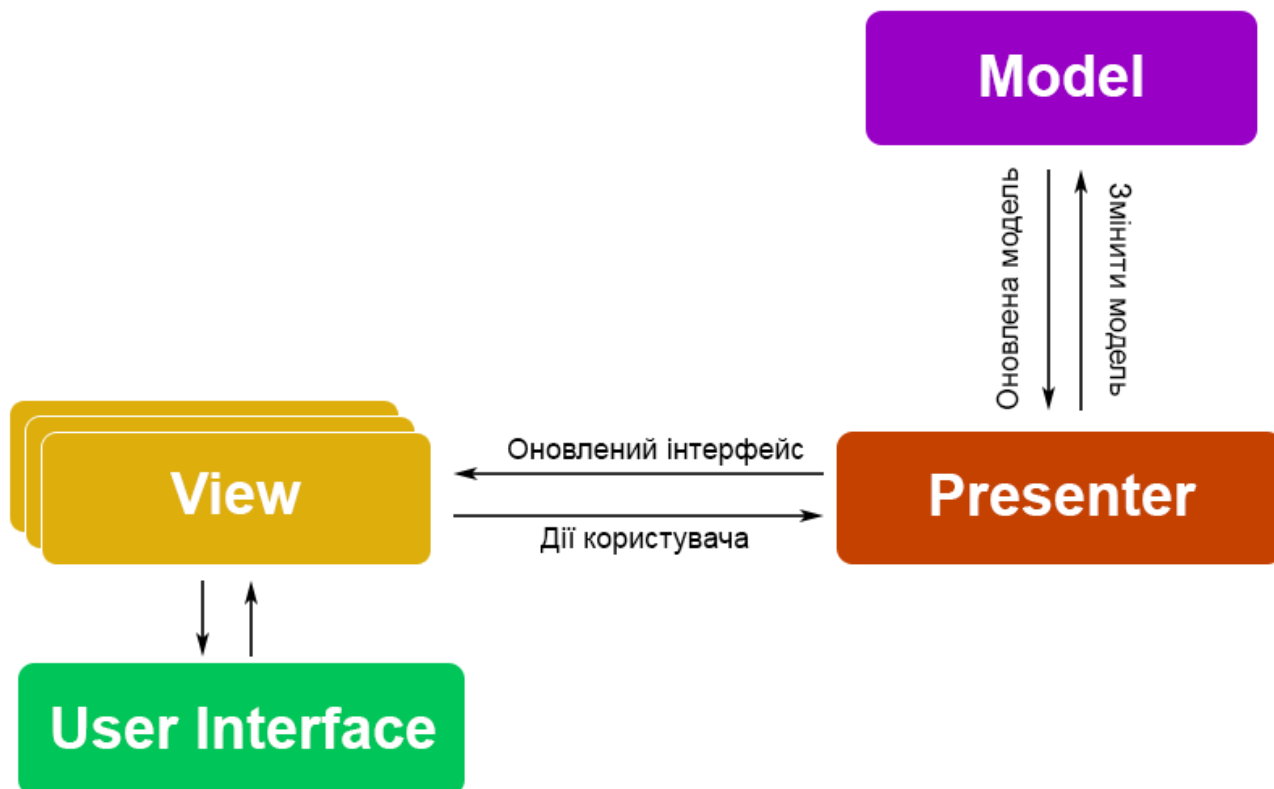 Model
Оновлена модель
Змінити модель
View
Оновлений інтерфейс
Дії користувача
Presenter
User Interface